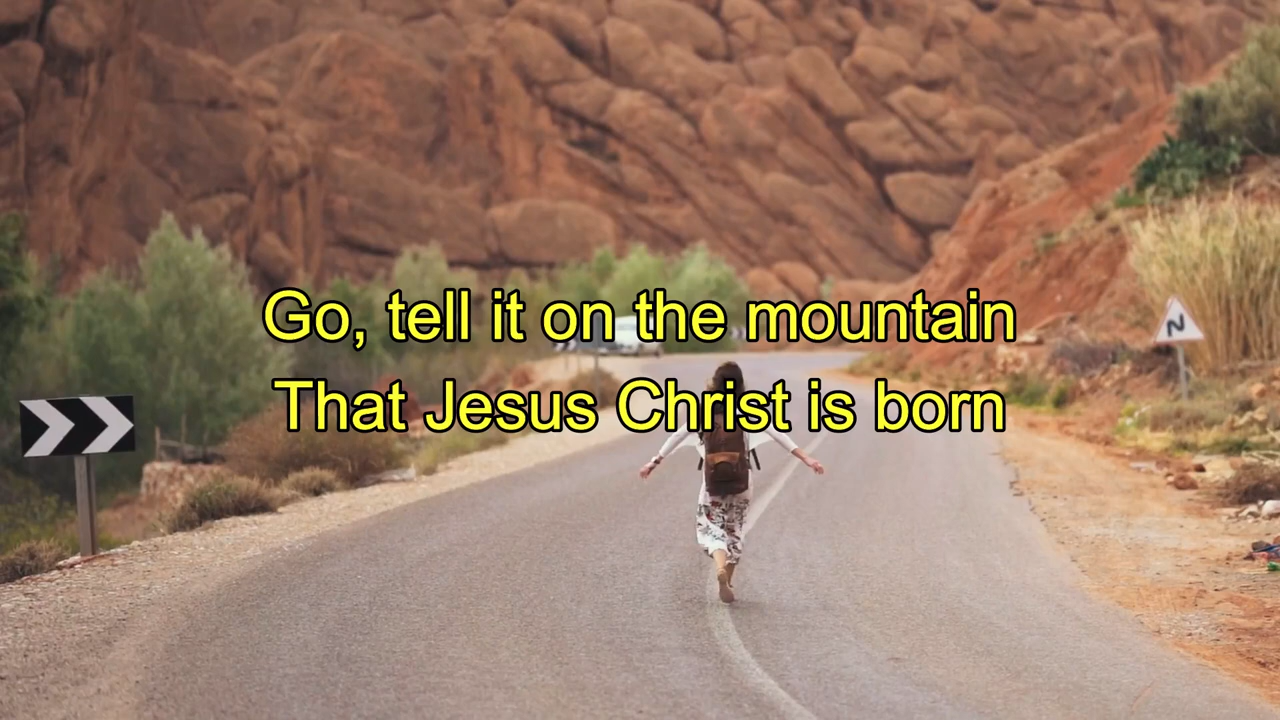 Go, tell it on the mountain
That Jesus Christ is born